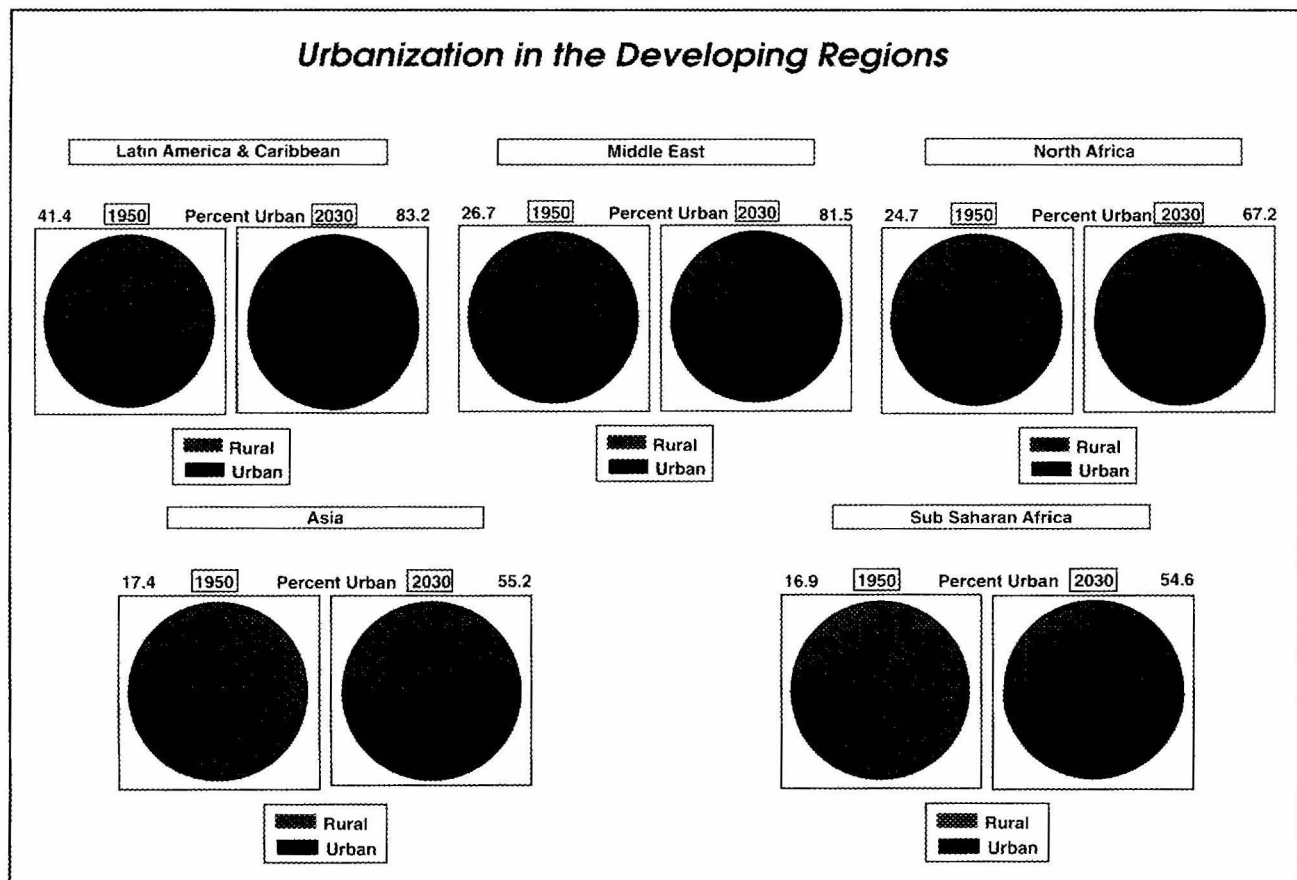 Urbanization in the Developing Regions
Latin America & Caribbean
41.4 1950 Percent Urban 2030 83.2
Rural
Urban
Middle East
26.7 1950 Percent Urban 2030 81.5
Rural
Urban
North Africa
24.7 1950 Percent Urban 2030 67.2
Rural
Urban
Asia
17.4 1950 Percent Urban 2030 55.2
Rural
Urban
Sub Saharan Africa
16.9 1950 Percent Urban 2030 54.6
Rural
Urban